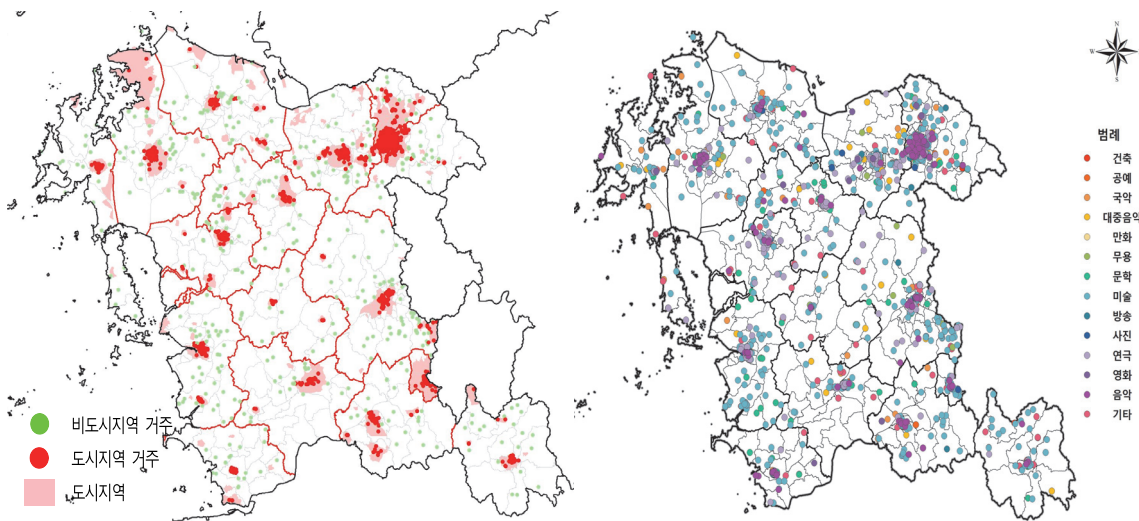 비도시지역 거주
도시지역 거주
도시지역
N
W
E
S
범례
건축
공예
국악
대중음악
만화
무용
문학
미술
방송
사진
연극
영화
음악
기타